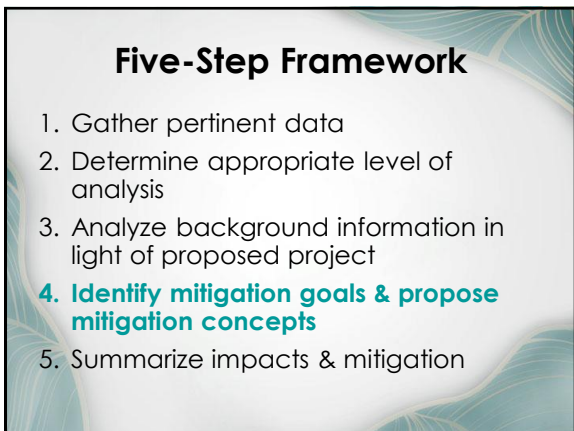 Five-Step Framework
1. Gather pertinent data
2. Determine appropriate level of
analysis
3. Analyze background information in
light of proposed project
4. Identify mitigation goals & propose
mitigation concepts
5. Summarize impacts & mitigation